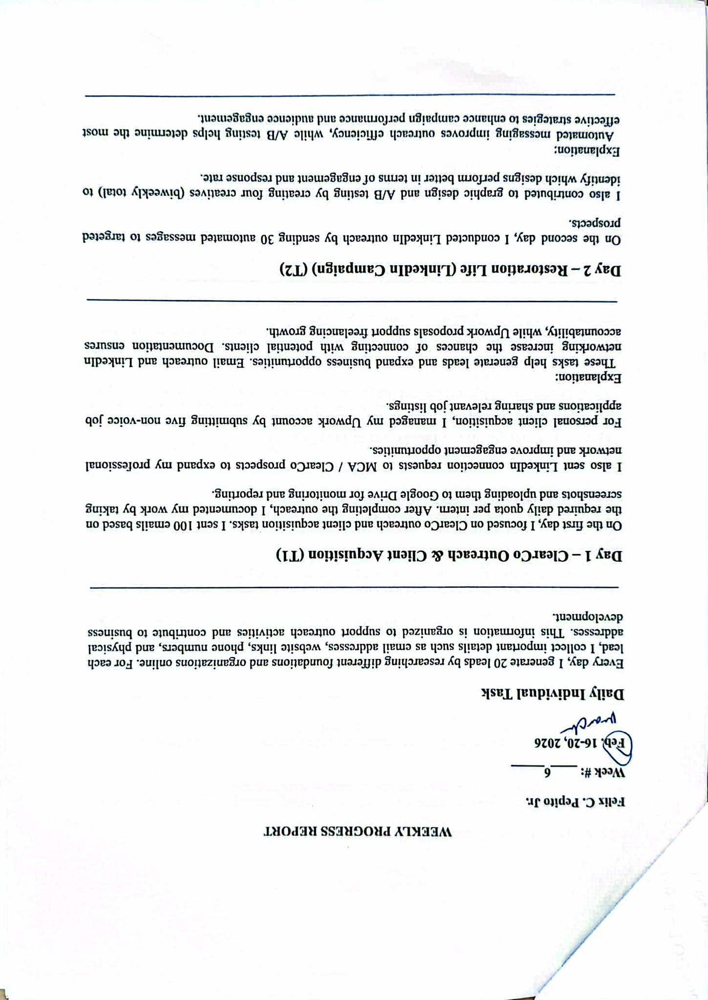 WEEKLY PROGRESS REPORT
Felix C. Pepito Jr.
Week #: _____6_____
Feb. 16-20, 2026
March
Daily Individual Task
Every day, I generate 20 leads by researching different foundations and organizations online. For each
lead, I collect important details such as email addresses, website links, phone numbers, and physical
addresses. This information is organized to support outreach activities and contribute to business
development.
Day 1 – ClearCo Outreach & Client Acquisition (T1)
On the first day, I focused on ClearCo outreach and client acquisition tasks. I sent 100 emails based on
the required daily quota per intern. After completing the outreach, I documented my work by taking
screenshots and uploading them to Google Drive for monitoring and reporting.
I also sent LinkedIn connection requests to MCA / ClearCo prospects to expand my professional
network and improve engagement opportunities.
For personal client acquisition, I managed my Upwork account by submitting five non-voice job
applications and sharing relevant job listings.
Explanation:
These tasks help generate leads and expand business opportunities. Email outreach and LinkedIn
networking increase the chances of connecting with potential clients. Documentation ensures
accountability, while Upwork proposals support freelancing growth.
Day 2 – Restoration Life (LinkedIn Campaign) (T2)
On the second day, I conducted LinkedIn outreach by sending 30 automated messages to targeted
prospects.
I also contributed to graphic design and A/B testing by creating four creatives (biweekly total) to
identify which designs perform better in terms of engagement and response rate.
Explanation:
Automated messaging improves outreach efficiency, while A/B testing helps determine the most
effective strategies to enhance campaign performance and audience engagement.